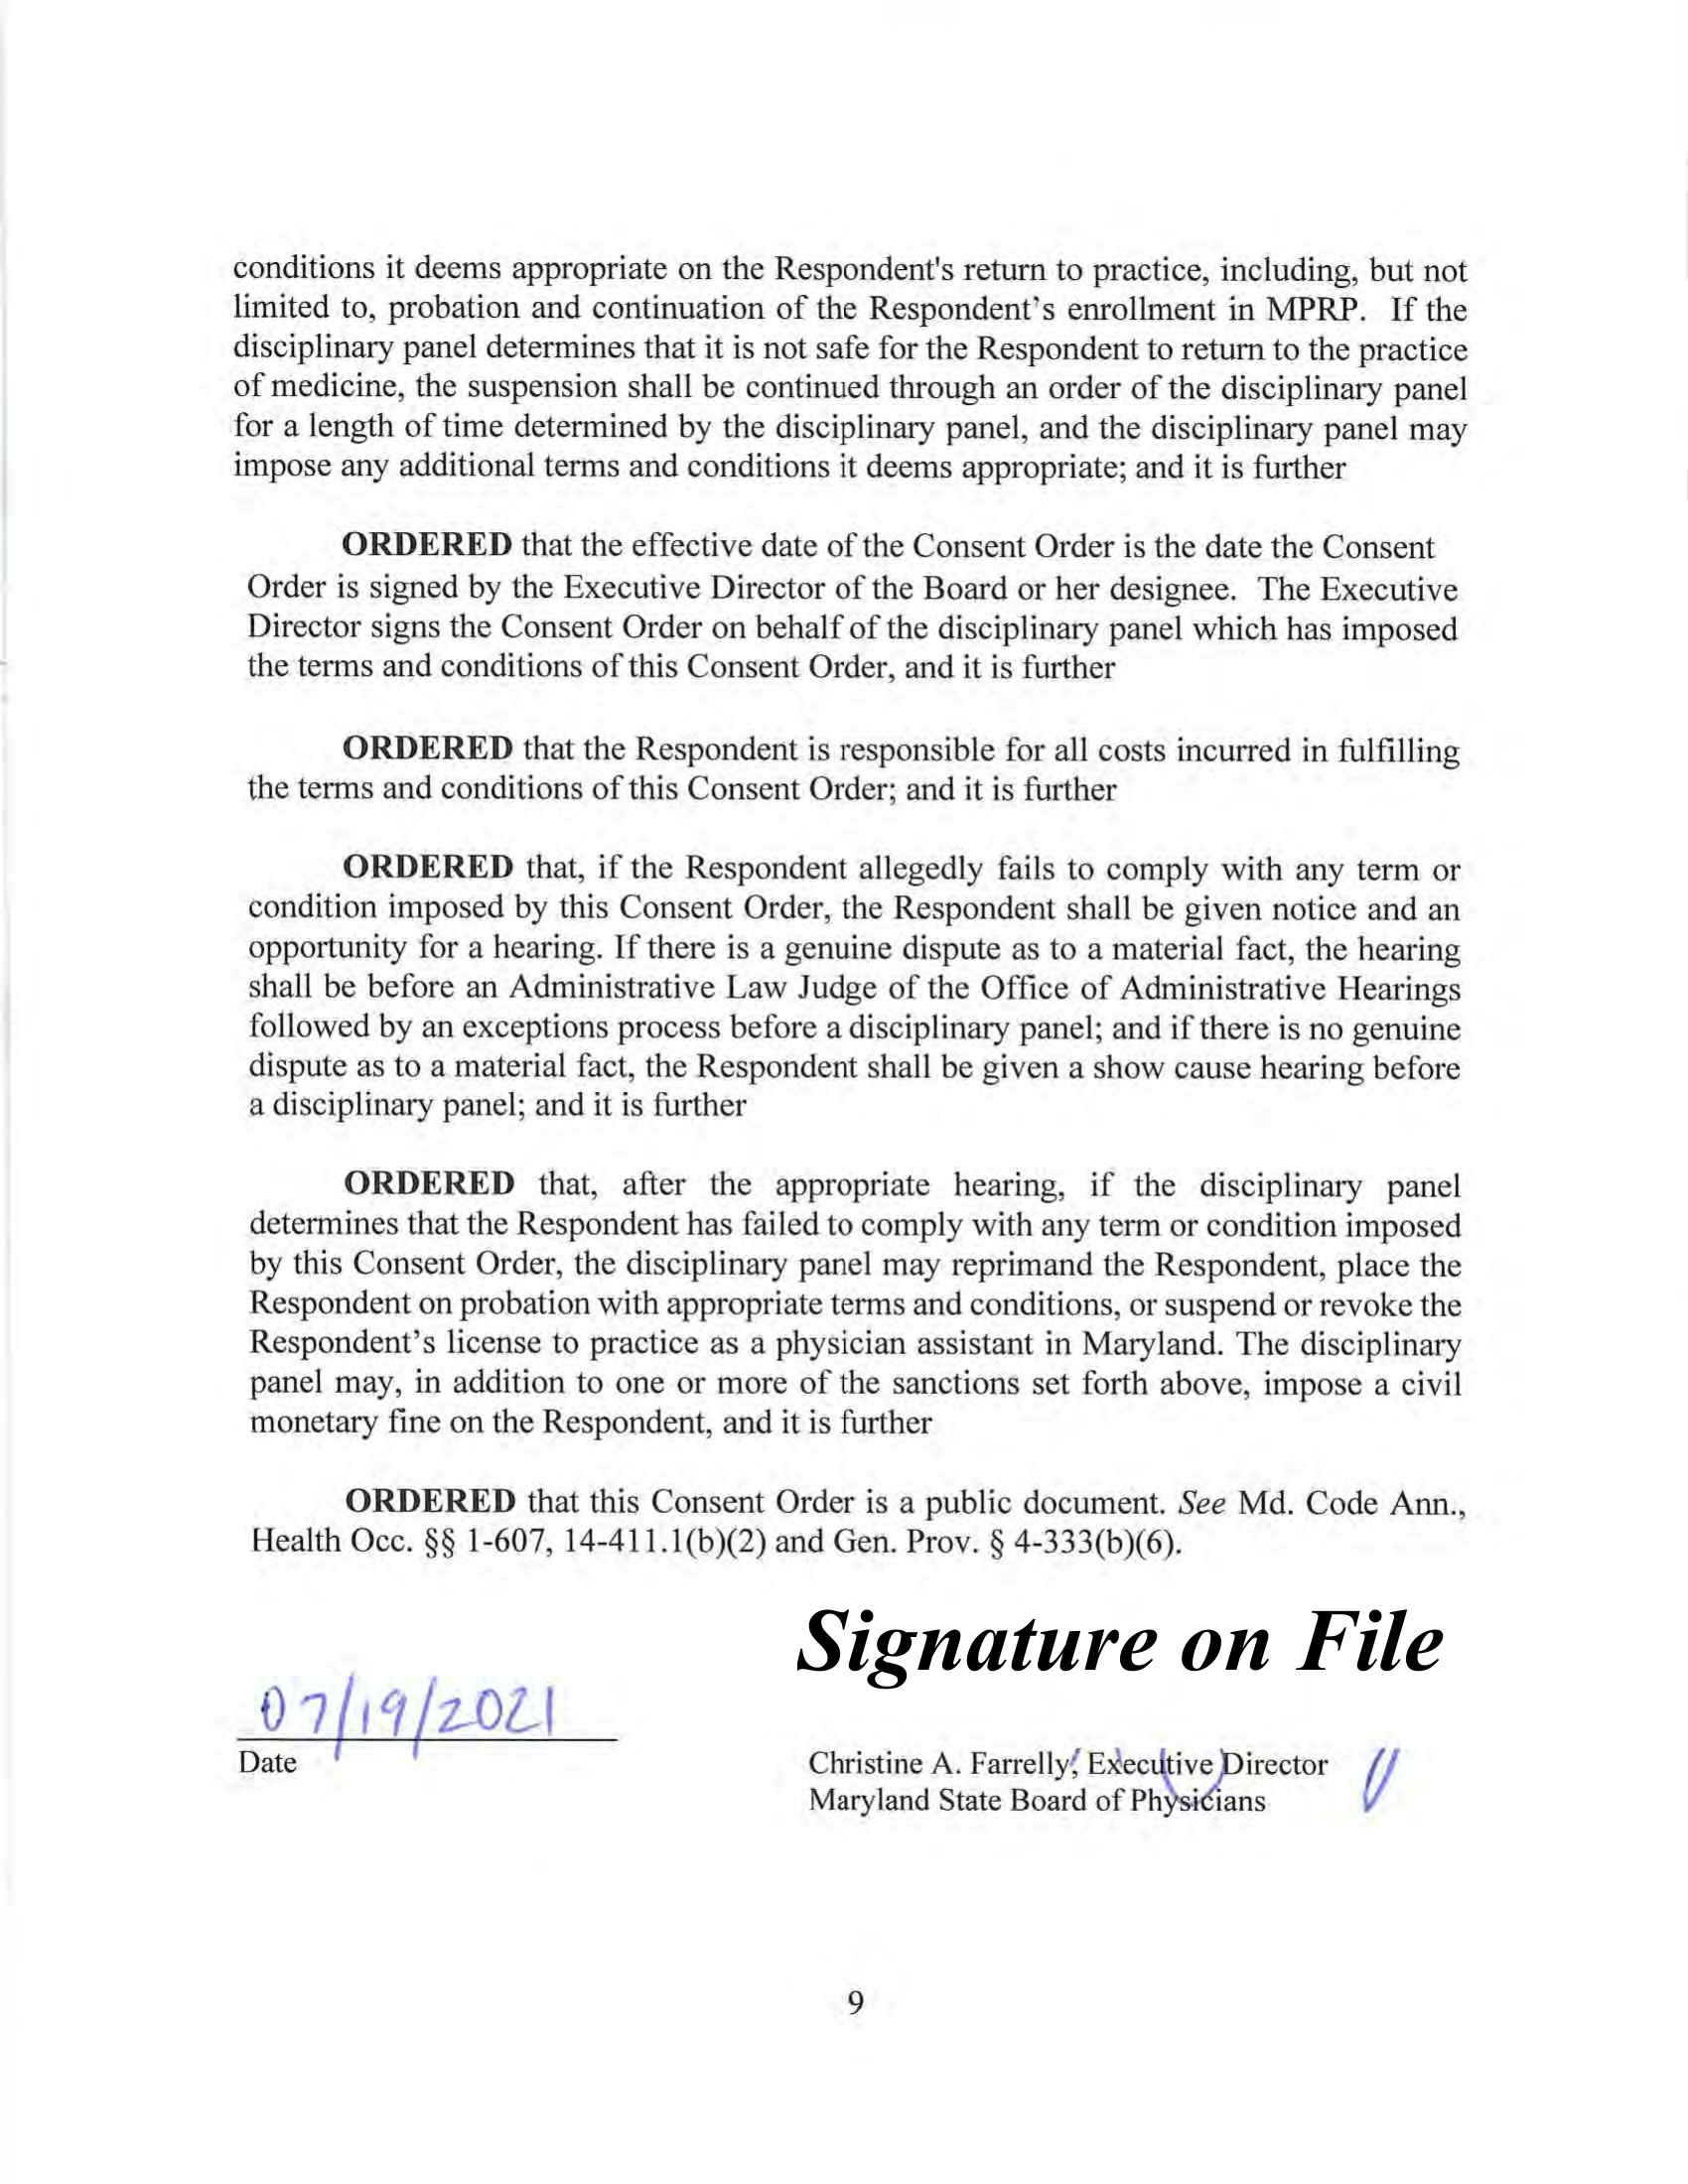 conditions it deems appropriate on the Respondent's return to practice, including, but not
limited to, probation and continuation of the Respondent’s enrollment in MPRP. If the
disciplinary panel determines that it is not safe for the Respondent to return to the practice
of medicine, the suspension shall be continued through an order of the disciplinary panel
for a length of time determined by the disciplinary panel, and the disciplinary panel may
impose any additional terms and conditions it deems appropriate; and it is further
ORDERED that the effective date of the Consent Order is the date the Consent
Order is signed by the Executive Director of the Board or her designee. The Executive
Director signs the Consent Order on behalf of the disciplinary panel which has imposed
the terms and conditions of this Consent Order, and it is further
ORDERED that the Respondent is responsible for all costs incurred in fulfilling
the terms and conditions of this Consent Order; and it is further
ORDERED that, if the Respondent allegedly fails to comply with any term or
condition imposed by this Consent Order, the Respondent shall be given notice and an
opportunity for a hearing. If there is a genuine dispute as to a material fact, the hearing
shall be before an Administrative Law Judge of the Office of Administrative Hearings
followed by an exceptions process before a disciplinary panel; and if there is no genuine
dispute as to a material fact, the Respondent shall be given a show cause hearing before
a disciplinary panel; and it is further
ORDERED that, after the appropriate hearing, if the disciplinary panel
determines that the Respondent has failed to comply with any term or condition imposed
by this Consent Order, the disciplinary panel may reprimand the Respondent, place the
Respondent on probation with appropriate terms and conditions, or suspend or revoke the
Respondent’s license to practice as a physician assistant in Maryland. The disciplinary
panel may, in addition to one or more of the sanctions set forth above, impose a civil
monetary fine on the Respondent, and it is further
ORDERED that this Consent Order is a public document. See Md. Code Ann.,
Health Occ. §§ 1-607, 14-411.1(b)(2) and Gen. Prov. § 4-333(b)(6).
Signature on File
07/19/2021
Date
Christine A. Farrelly, Executive Director
Maryland State Board of Physicians
9